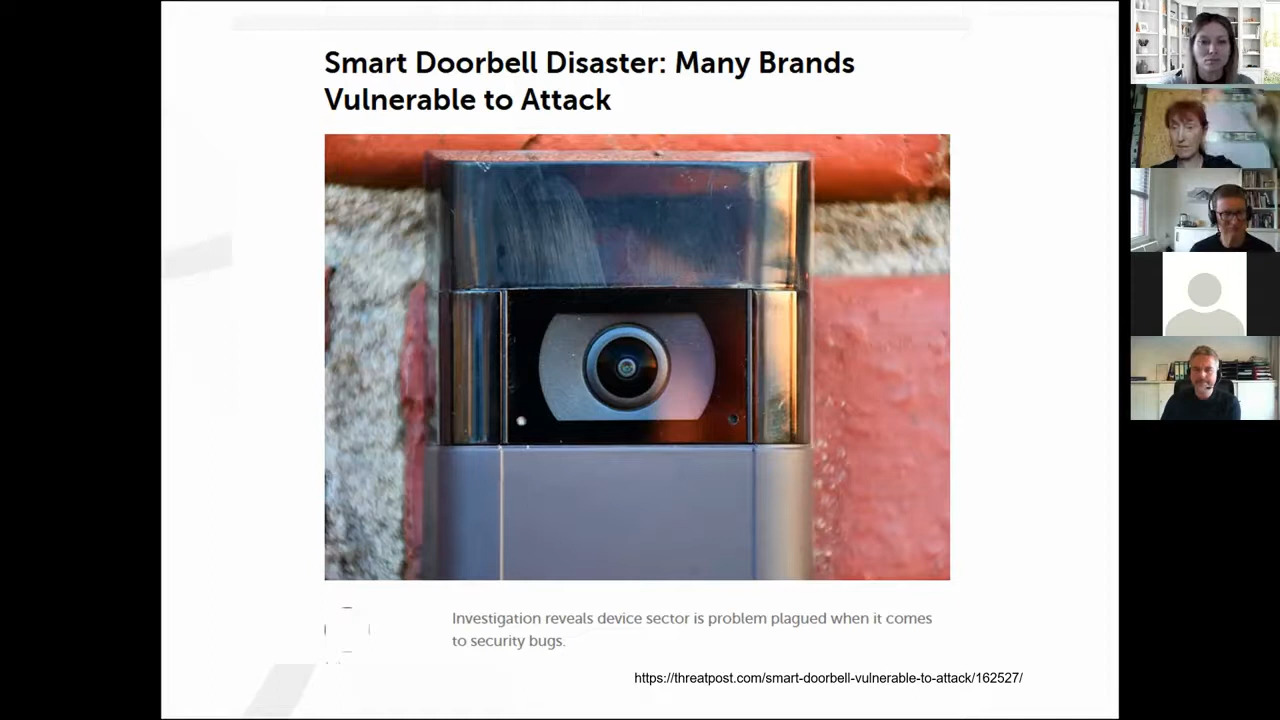 Smart Doorbell Disaster: Many Brands
Vulnerable to Attack
Investigation reveals device sector is problem plagued when it comes
to security bugs.
https://threatpost.com/smart-doorbell-vulnerable-to-attack/162527/